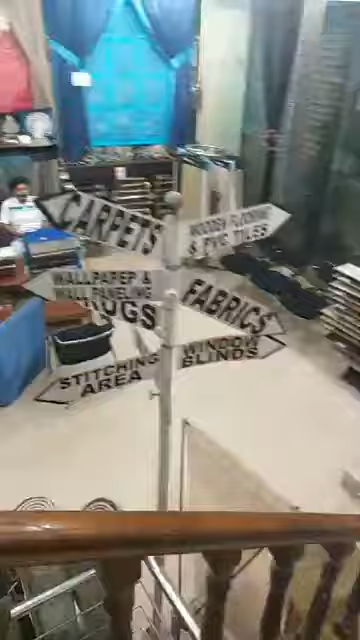 CARPETS
WOODEN FLOORING
& PVC TILES
WALLPAPER &
WALL PANELING
FABRICS
RUGS
WINDOW
BLINDS
STITCHING
AREA